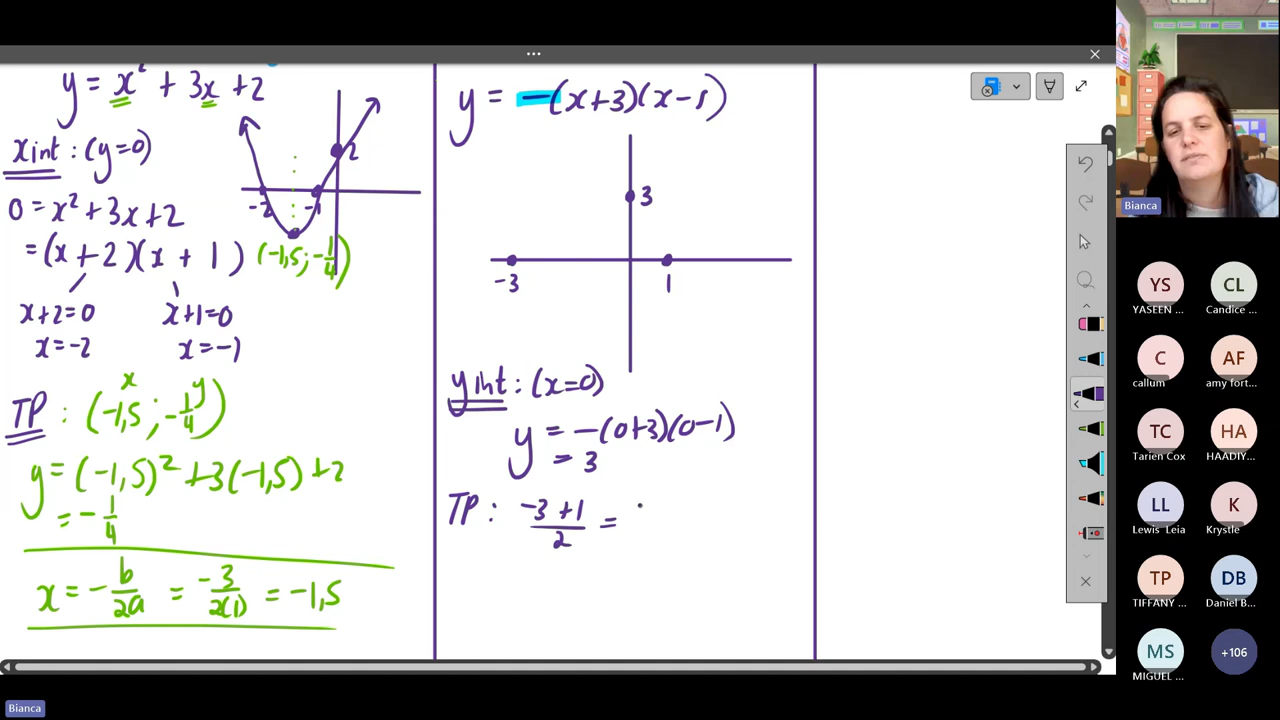 y = x² + 3x + 2
x int : (y=0)
0 = x² + 3x + 2
= (x + 2)(x + 1)
x+2=0 x+1=0
x=-2 x=-1
2
-2 -1
(-1,5 ; -1/4)
x y
TP : (-1,5 ; -1/4)
y = (-1,5)² + 3(-1,5) + 2
= -1/4
x = -b/2a = -3/2(1) = -1,5
y = -(x+3)(x-1)
3
-3 1
y int : (x=0)
y = -(0+3)(0-1)
= 3
TP : -3+1/2 =
Bianca
YS CL
YASEEN ... Candice ...
C AF
callum amy fort...
TC HA
Tarien Cox HAADIY...
LL K
Lewis Leia Krystle
TP DB
TIFFANY ... Daniel B...
MS +106
MIGUEL ...
Bianca